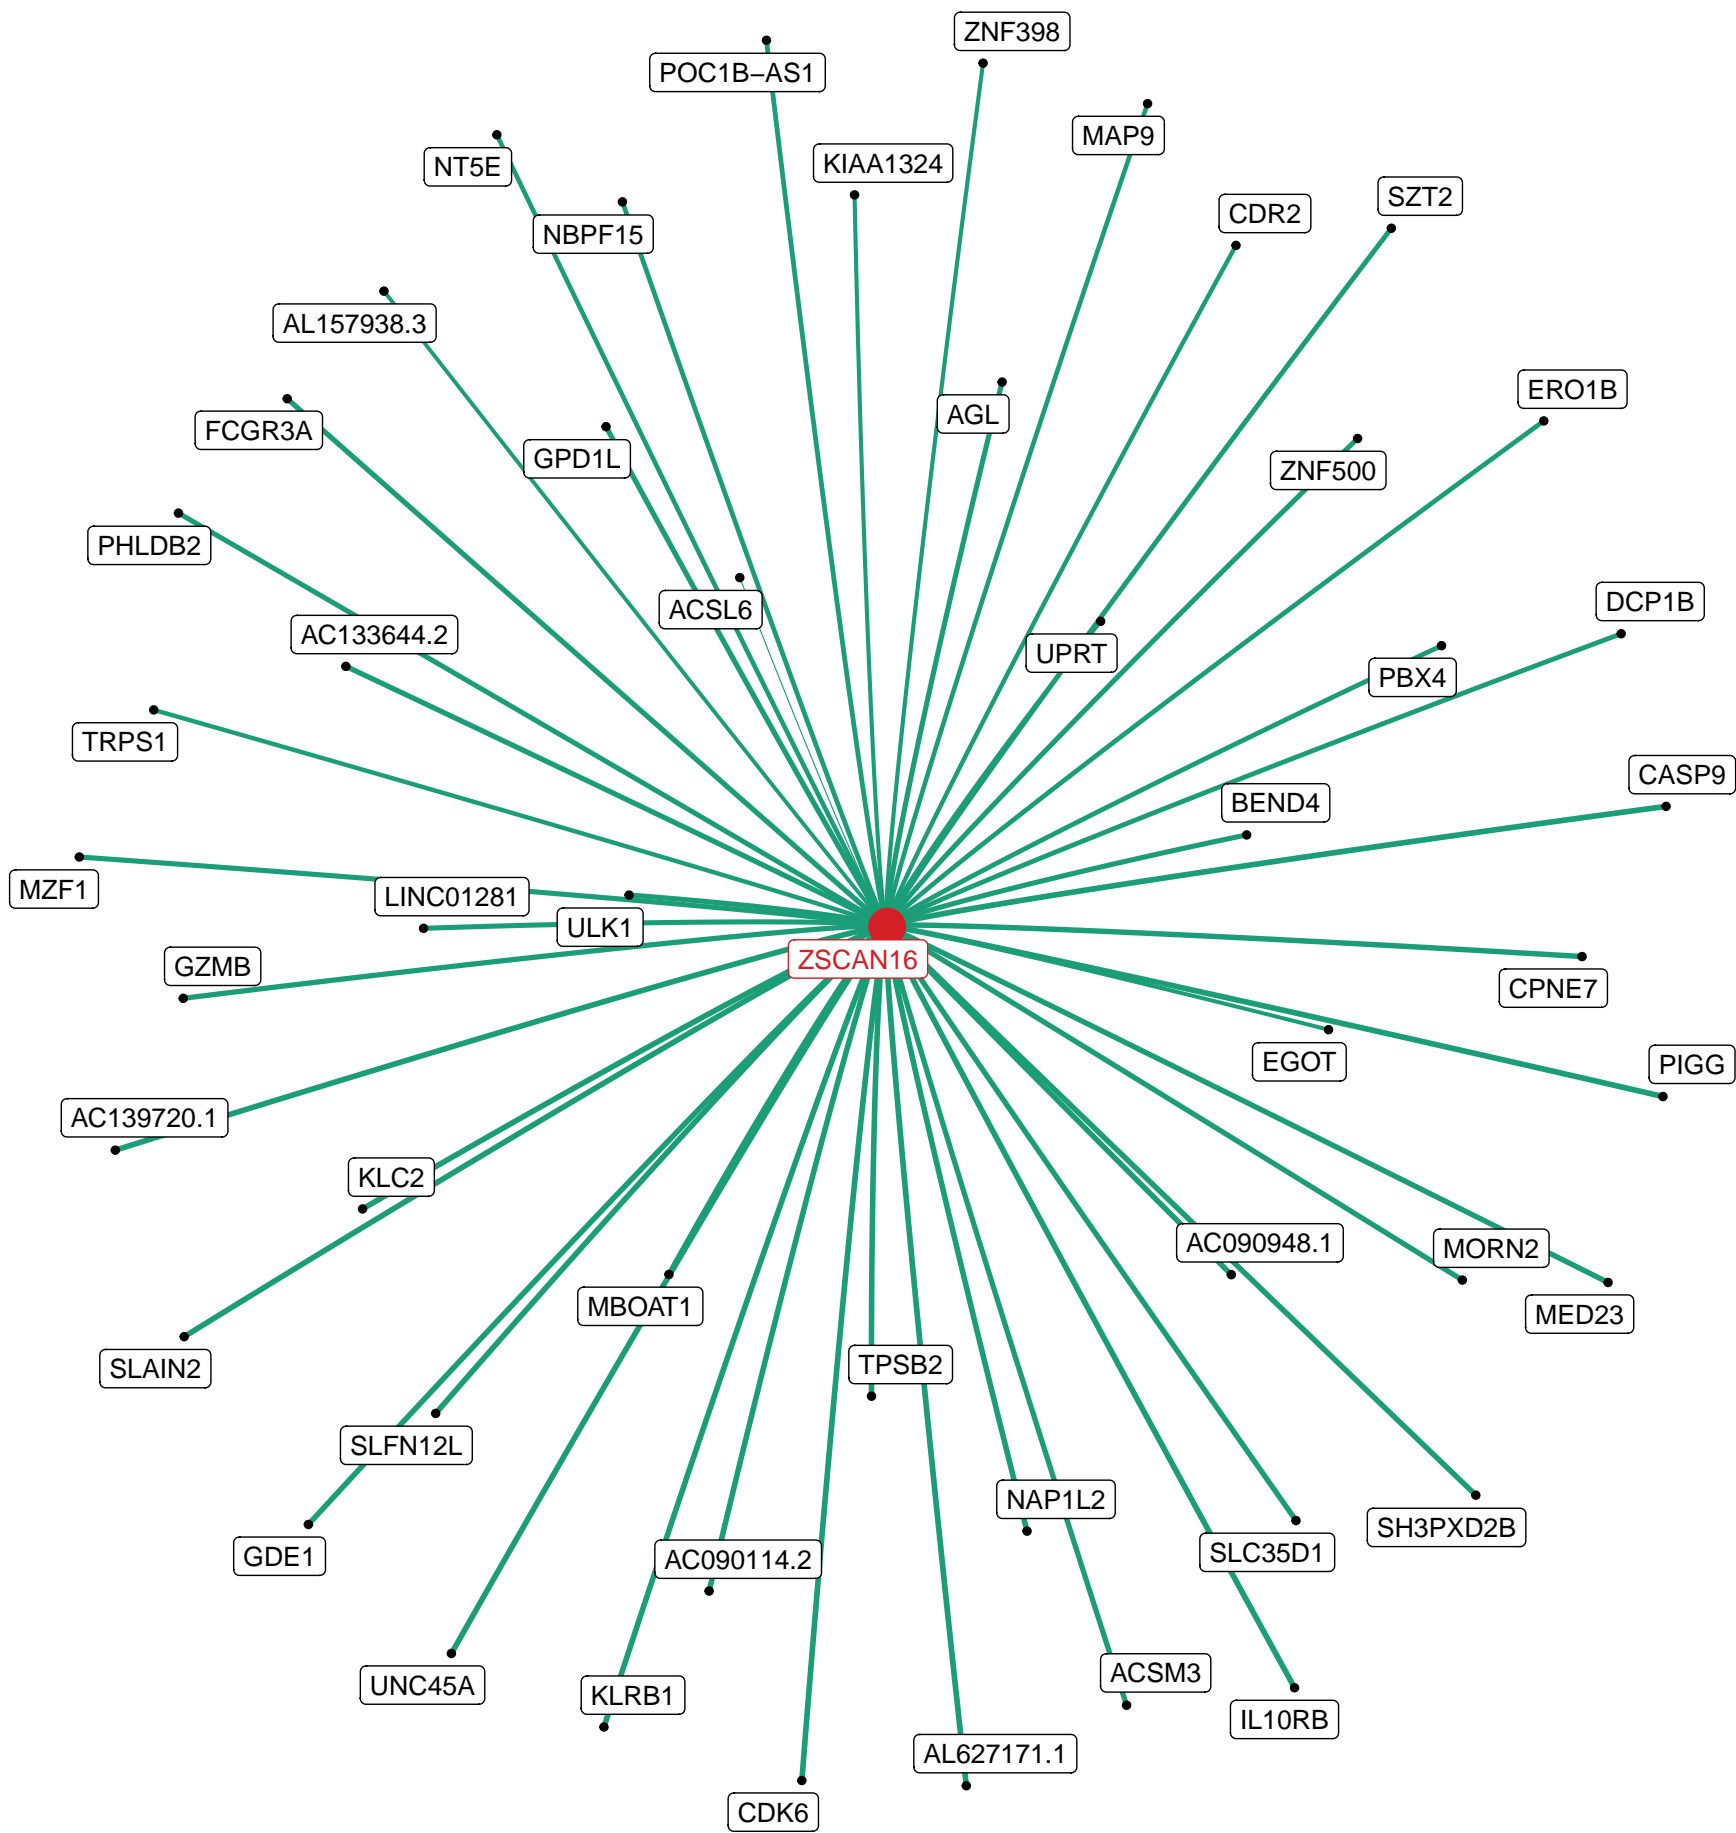 ZNF398
POC1B−AS1
MAP9
KIAA1324
NT5E
SZT2
CDR2
NBPF15
AL157938.3
ERO1B
AGL
FCGR3A
GPD1L
ZNF500
PHLDB2
DCP1B
ACSL6
AC133644.2
UPRT
PBX4
TRPS1
CASP9
BEND4
MZF1
LINC01281
ULK1
ZSCAN16
GZMB
CPNE7
EGOT
PIGG
AC139720.1
KLC2
AC090948.1
MORN2
MBOAT1
MED23
TPSB2
SLAIN2
SLFN12L
NAP1L2
SH3PXD2B
SLC35D1
GDE1
AC090114.2
ACSM3
UNC45A
KLRB1
IL10RB
AL627171.1
CDK6